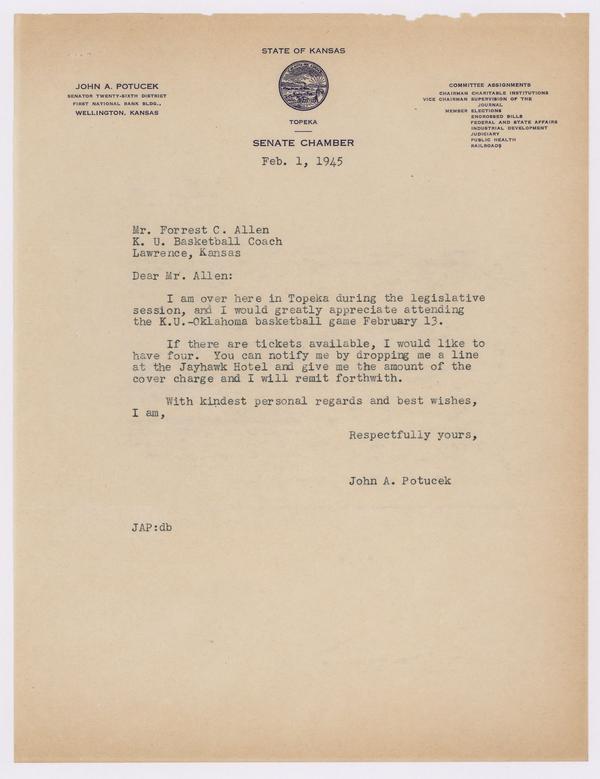 STATE OF KANSAS
JOHN A. POTUCEK
SENATOR TWENTY-SIXTH DISTRICT
FIRST NATIONAL BANK BLDG.,
WELLINGTON, KANSAS
COMMITTEE ASSIGNMENTS
CHAIRMAN CHARITABLE INSTITUTIONS
VICE CHAIRMAN SUPERVISION OF THE
JOURNAL
MEMBER ELECTIONS
ENGROSSED BILLS
FEDERAL AND STATE AFFAIRS
INDUSTRIAL DEVELOPMENT
JUDICIARY
PUBLIC HEALTH
RAILROADS
TOPEKA
SENATE CHAMBER
Feb. 1, 1945
Mr. Forrest C. Allen
K. U. Basketball Coach
Lawrence, Kansas
Dear Mr. Allen:
I am over here in Topeka during the legislative
session, and I would greatly appreciate attending
the K.U.-Oklahoma basketball game February 13.
If there are tickets available, I would like to
have four. You can notify me by dropping me a line
at the Jayhawk Hotel and give me the amount of the
cover charge and I will remit forthwith.
With kindest personal regards and best wishes,
I am,
Respectfully yours,
John A. Potucek
JAP:db